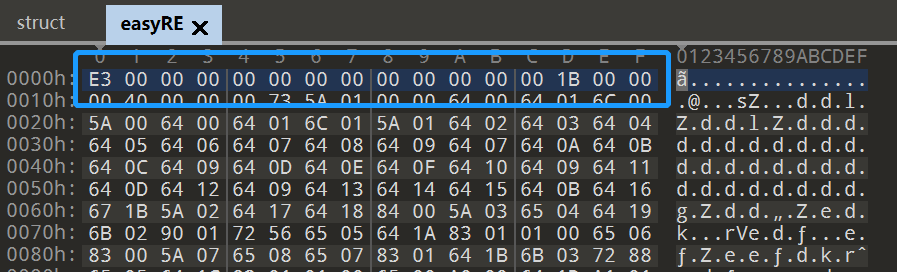 struct easyRE
0 1 2 3 4 5 6 7 8 9 A B C D E F 0123456789ABCDEF
0000h: E3 00 00 00 00 00 00 00 00 00 00 00 00 1B 00 00 ã...............
0010h: 00 40 00 00 00 73 5A 01 00 00 64 00 64 01 6C 00 .@...sZ...d.d.l.
0020h: 5A 00 64 00 64 01 6C 01 5A 01 64 02 64 03 64 04 Z.d.d.l.Z.d.d.d.
0030h: 64 05 64 06 64 07 64 08 64 09 64 07 64 0A 64 0B d.d.d.d.d.d.d.d.
0040h: 64 0C 64 09 64 0D 64 0E 64 0F 64 10 64 09 64 11 d.d.d.d.d.d.d.d.
0050h: 64 0D 64 12 64 09 64 13 64 14 64 15 64 0B 64 16 d.d.d.d.d.d.d.d.
0060h: 67 1B 5A 02 64 17 64 18 84 00 5A 03 65 04 64 19 g.Z.d.d.„.Z.e.d.
0070h: 6B 02 90 01 72 56 65 05 64 1A 83 01 01 00 65 06 k...rVe.d.ƒ...e.
0080h: 83 00 5A 07 65 08 65 07 83 01 64 1B 6B 03 72 88 ƒ.Z.e.e.ƒ.d.k.rˆ